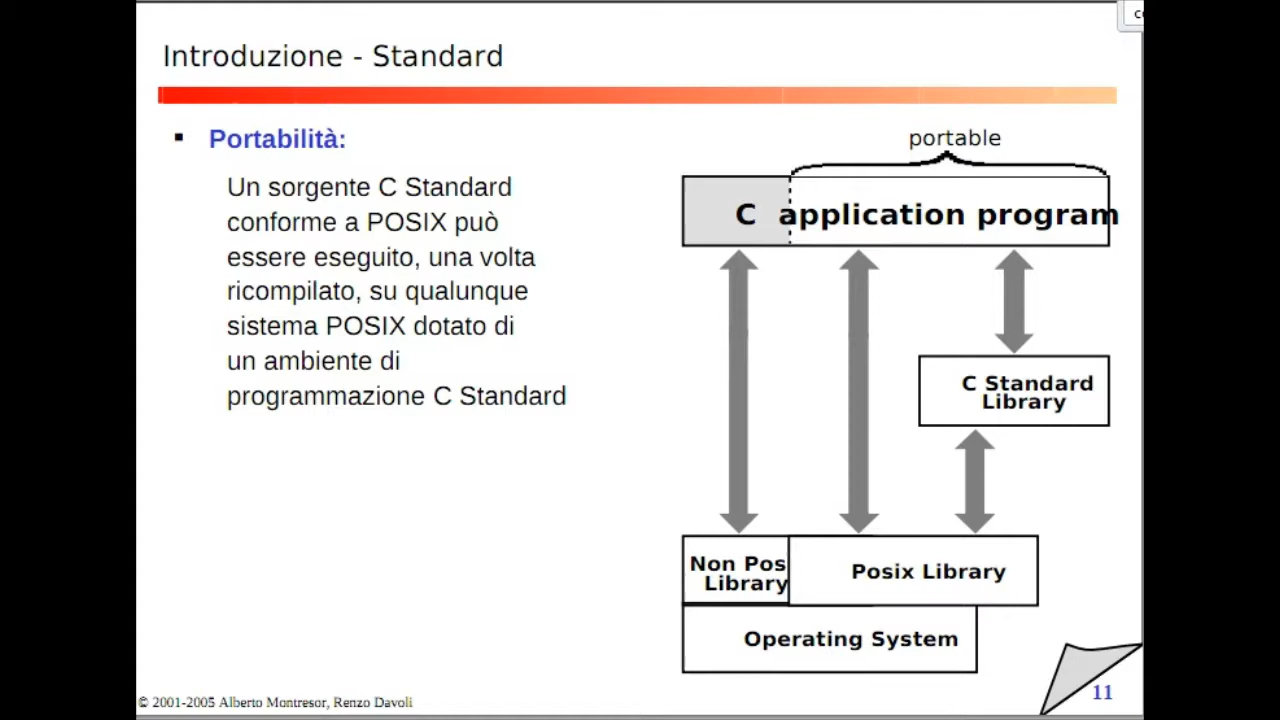 Introduzione - Standard
Portabilità:
Un sorgente C Standard
conforme a POSIX può
essere eseguito, una volta
ricompilato, su qualunque
sistema POSIX dotato di
un ambiente di
programmazione C Standard
portable
C application program
C Standard
Library
Non Pos
Library
Posix Library
Operating System
© 2001-2005 Alberto Montresor, Renzo Davoli
11